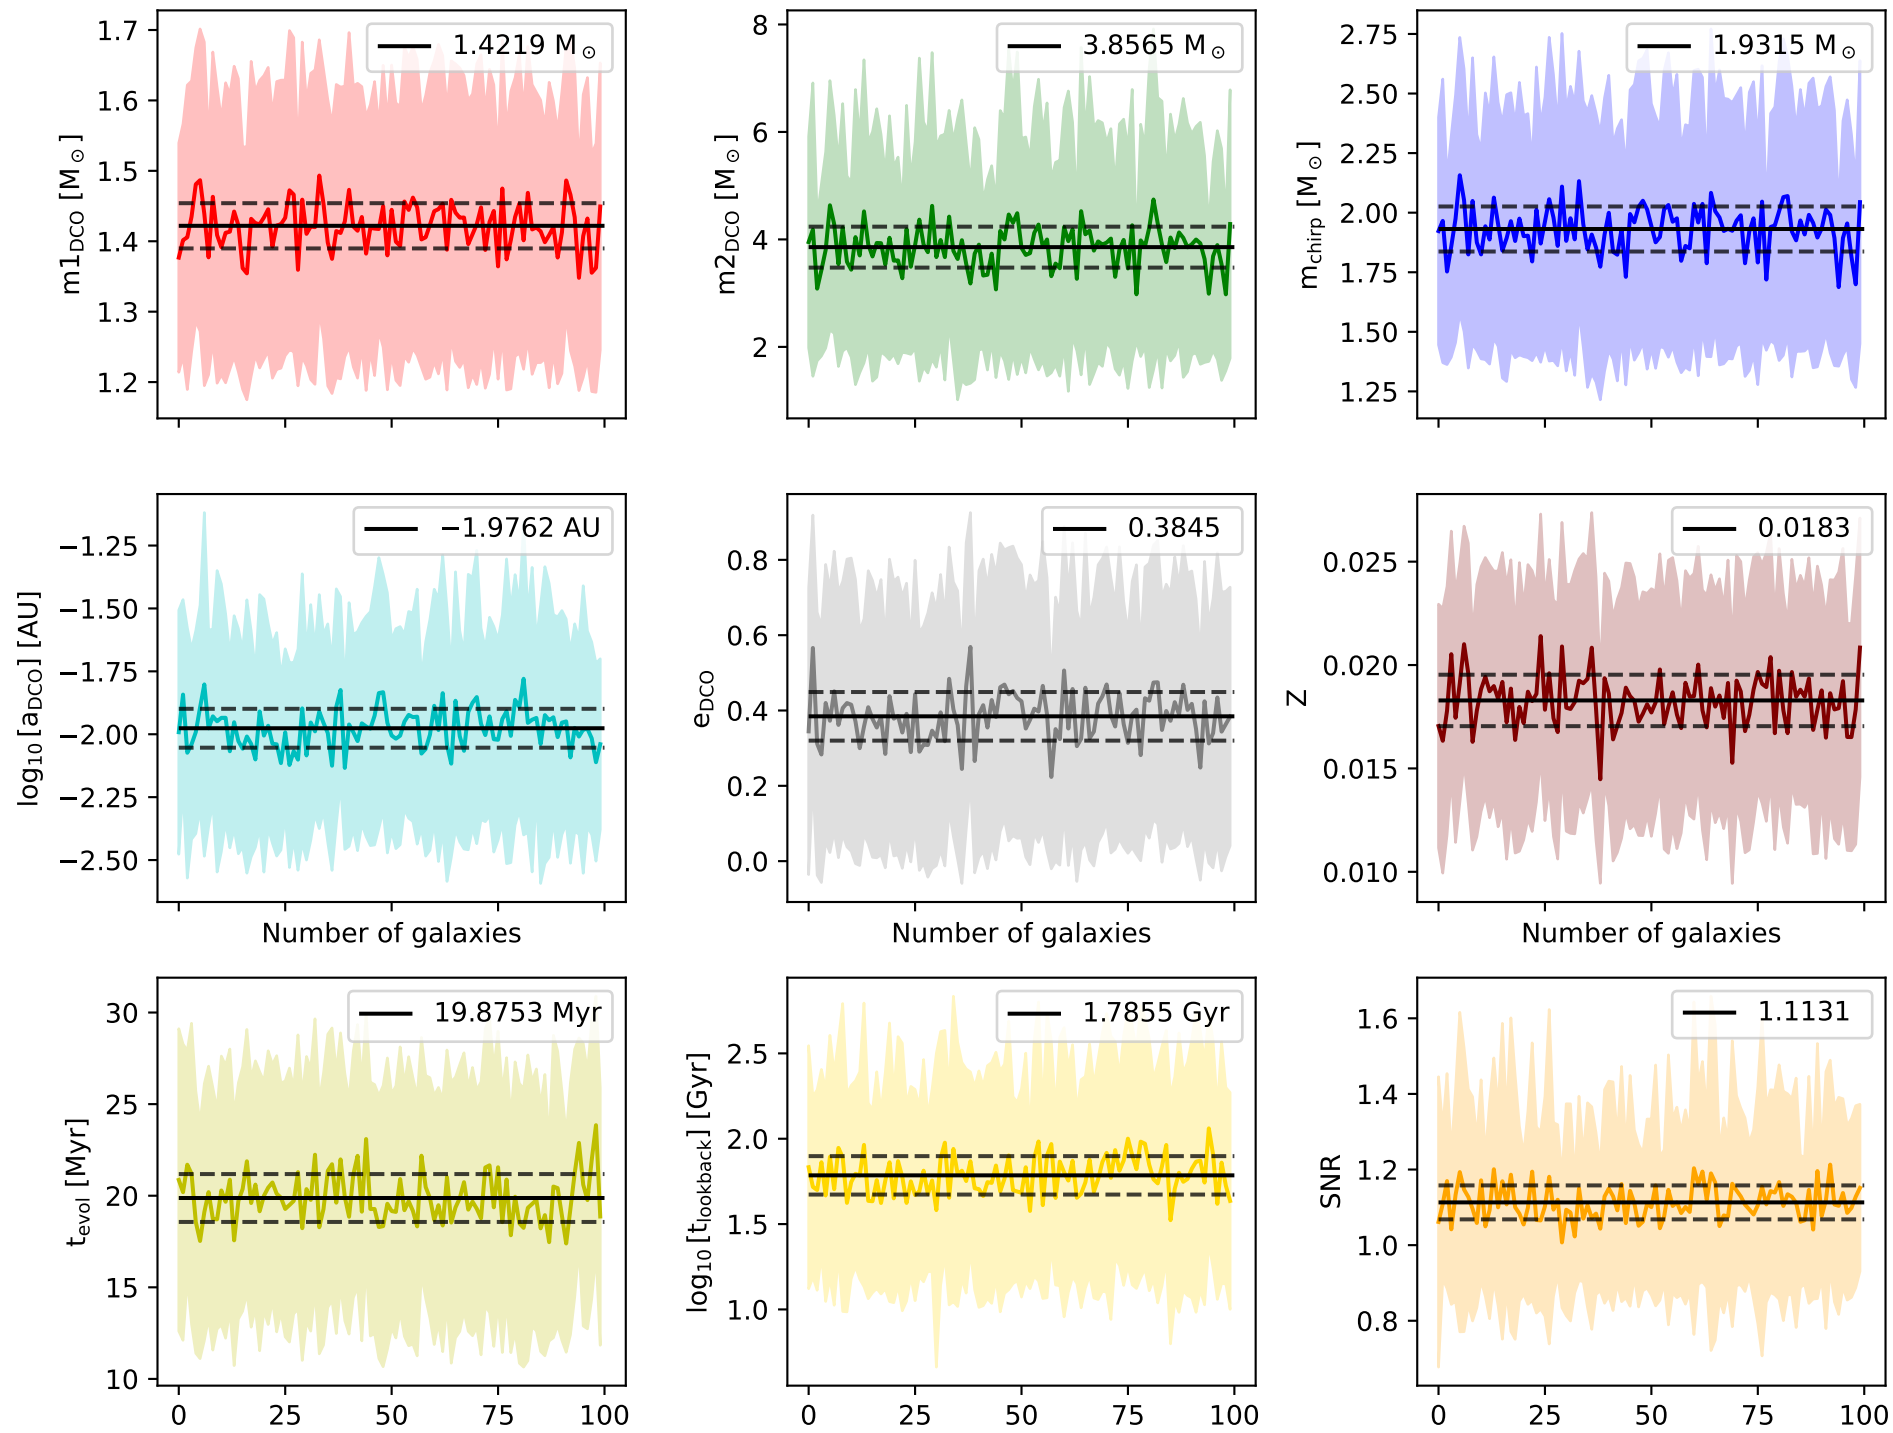 1.4219 M⊙
m1DCO [M⊙]
1.7
1.6
1.5
1.4
1.3
1.2
3.8565 M⊙
m2DCO [M⊙]
8
6
4
2
1.9315 M⊙
mchirp [M⊙]
2.75
2.50
2.25
2.00
1.75
1.50
1.25
−1.9762 AU
log10 [aDCO] [AU]
−1.25
−1.50
−1.75
−2.00
−2.25
−2.50
Number of galaxies
0.3845
eDCO
0.8
0.6
0.4
0.2
0.0
Number of galaxies
0.0183
Z
0.025
0.020
0.015
0.010
Number of galaxies
19.8753 Myr
tevol [Myr]
30
25
20
15
10
0 25 50 75 100
1.7855 Gyr
log10 [tlookback] [Gyr]
2.5
2.0
1.5
1.0
0 25 50 75 100
1.1131
SNR
1.6
1.4
1.2
1.0
0.8
0 25 50 75 100